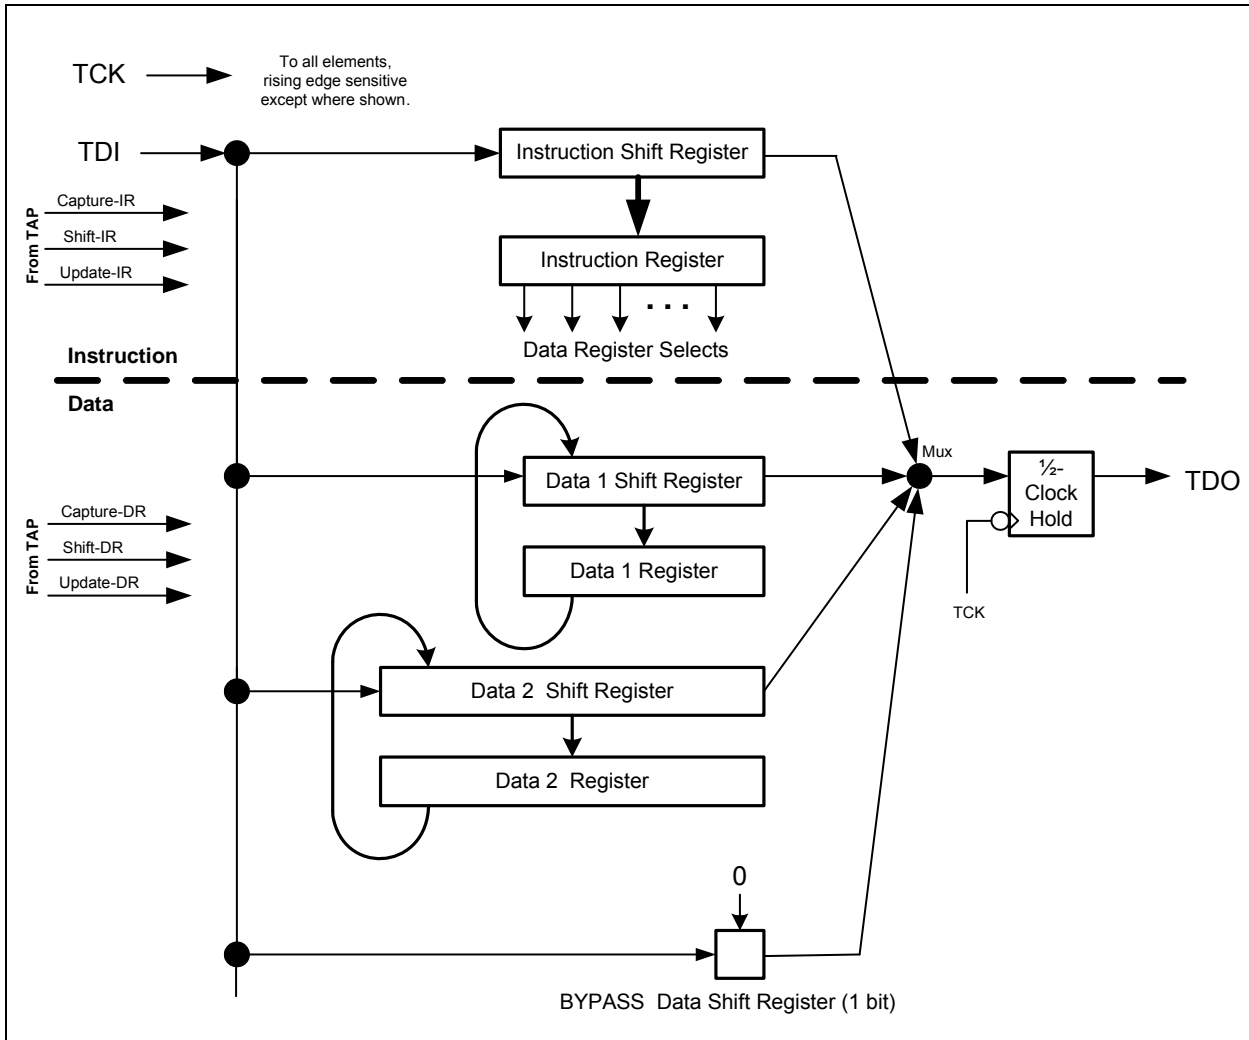 TCK
To all elements,
rising edge sensitive
except where shown.
TDI
Instruction Shift Register
From TAP
Capture-IR
Shift-IR
Update-IR
Instruction Register
. . .
Data Register Selects
Instruction
Data
Mux
Data 1 Shift Register
½-
Clock
Hold
TDO
From TAP
Capture-DR
Shift-DR
Update-DR
Data 1 Register
TCK
Data 2 Shift Register
Data 2 Register
0
BYPASS Data Shift Register (1 bit)